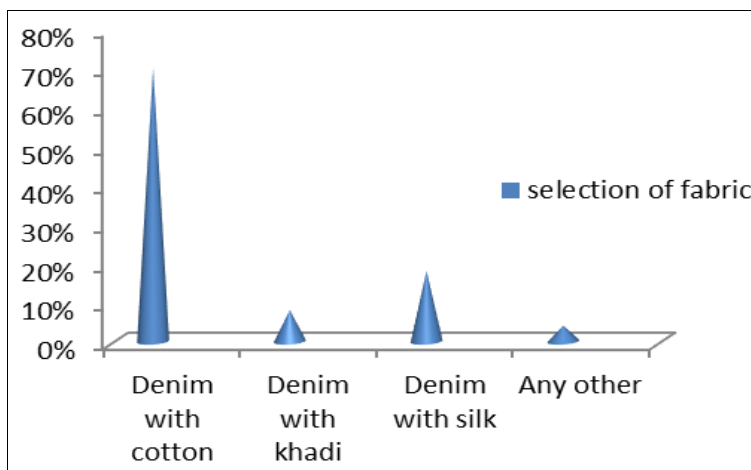 80%
70%
60%
50%
40%
30%
20%
10%
0%
selection of fabric
Denim with cotton
Denim with khadi
Denim with silk
Any other